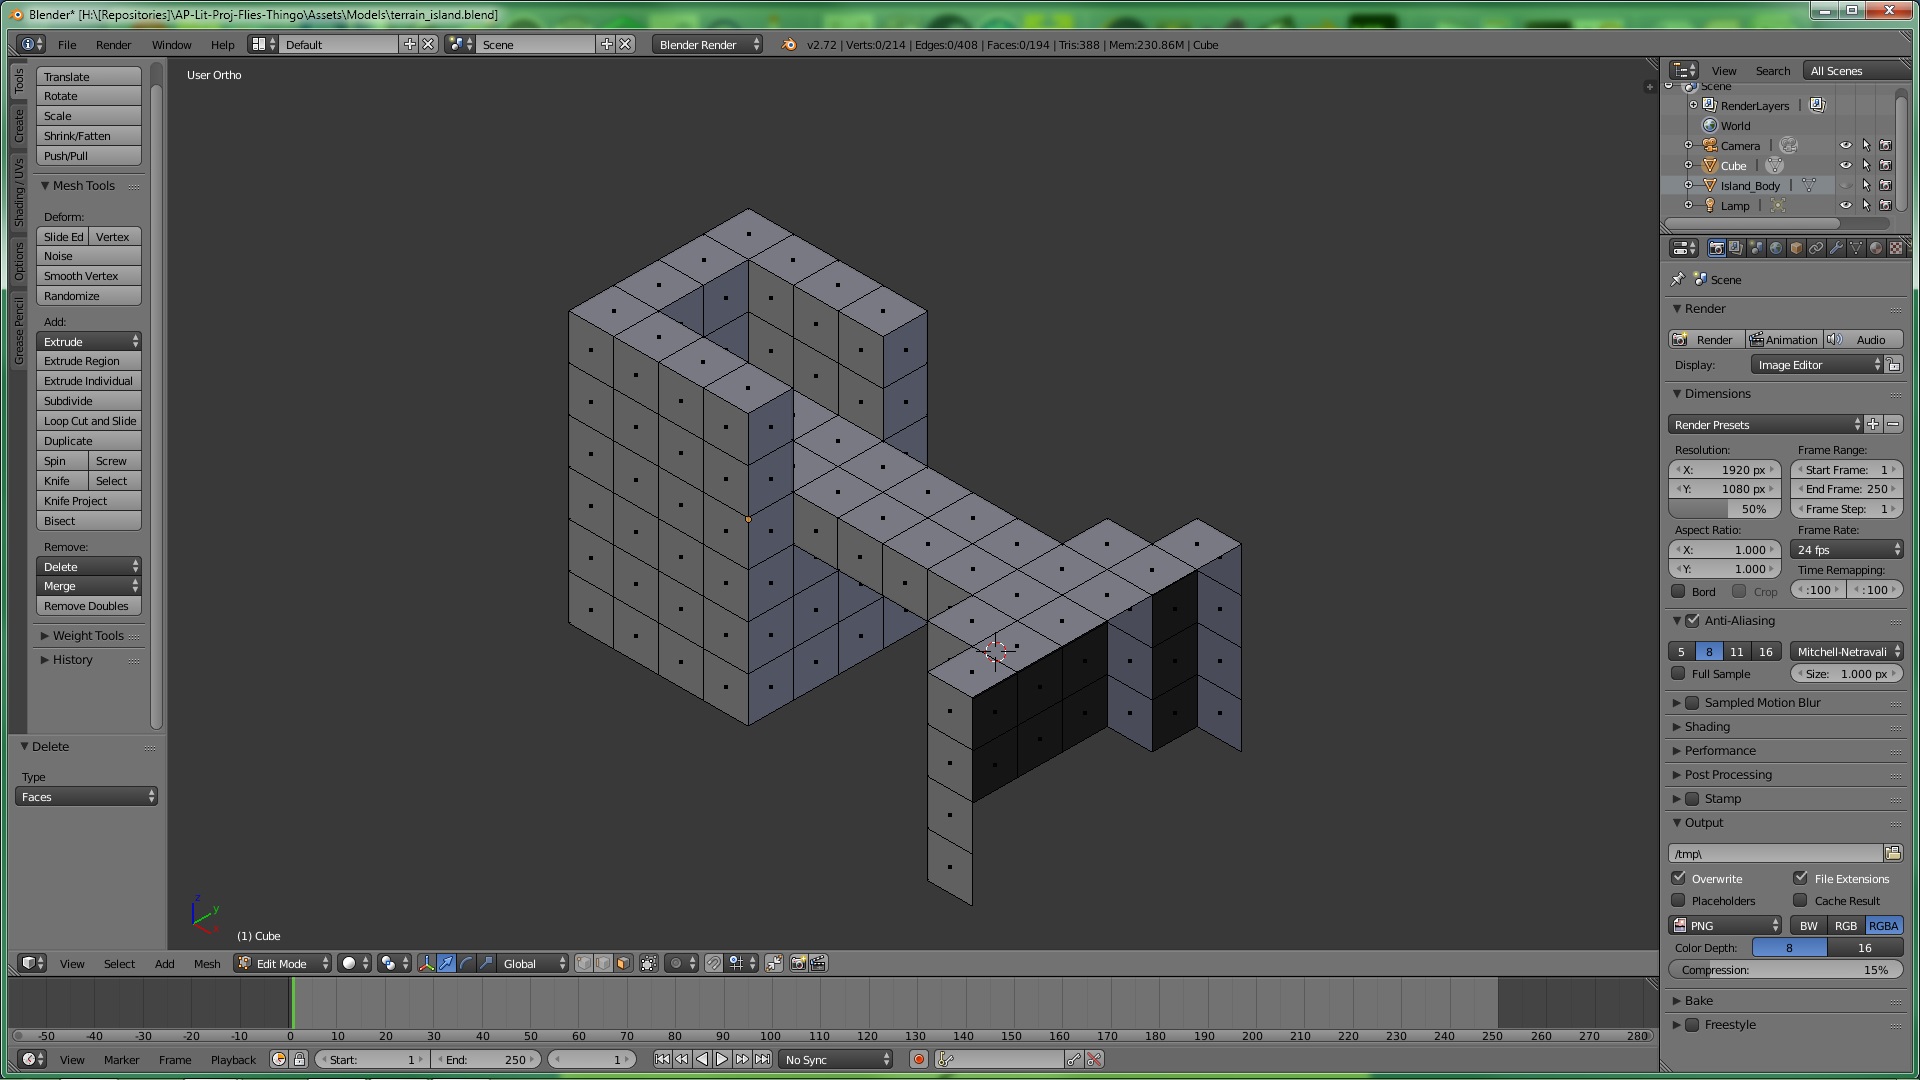 Blender* [H:\[Repositories]\AP-Lit-Proj-Flies-Thingo\Assets\Models\terrain_island.blend]
File Render Window Help Default Scene Blender Render v2.72 | Verts:0/214 | Edges:0/408 | Faces:0/194 | Tris:388 | Mem:230.86M | Cube
Tools
Create
Shading / UVs
Options
Grease Pencil
Translate
Rotate
Scale
Shrink/Fatten
Push/Pull
Mesh Tools
Deform:
Slide Ed Vertex
Noise
Smooth Vertex
Randomize
Add:
Extrude
Extrude Region
Extrude Individual
Subdivide
Loop Cut and Slide
Duplicate
Spin Screw
Knife Select
Knife Project
Bisect
Remove:
Delete
Merge
Remove Doubles
Weight Tools
History
Delete
Type
Faces
User Ortho
z
y
x
(1) Cube
View Select Add Mesh Edit Mode Global
-50 -40 -30 -20 -10 0 10 20 30 40 50 60 70 80 90 100 110 120 130 140 150 160 170 180 190 200 210 220 230 240 250 260 270 280
View Marker Frame Playback Start: 1 End: 250 1 No Sync
View Search All Scenes
Scene
RenderLayers |
World
Camera |
Cube |
Island_Body |
Lamp |
Scene
Render
Render Animation Audio
Display: Image Editor
Dimensions
Render Presets
Resolution: Frame Range:
X: 1920 px Start Frame: 1
Y: 1080 px End Frame: 250
50% Frame Step: 1
Aspect Ratio: Frame Rate:
X: 1.000 24 fps
Y: 1.000 Time Remapping:
Bord Crop :100 :100
Anti-Aliasing
5 8 11 16 Mitchell-Netravali
Full Sample Size: 1.000 px
Sampled Motion Blur
Shading
Performance
Post Processing
Stamp
Output
/tmp\
Overwrite File Extensions
Placeholders Cache Result
PNG BW RGB RGBA
Color Depth: 8 16
Compression: 15%
Bake
Freestyle